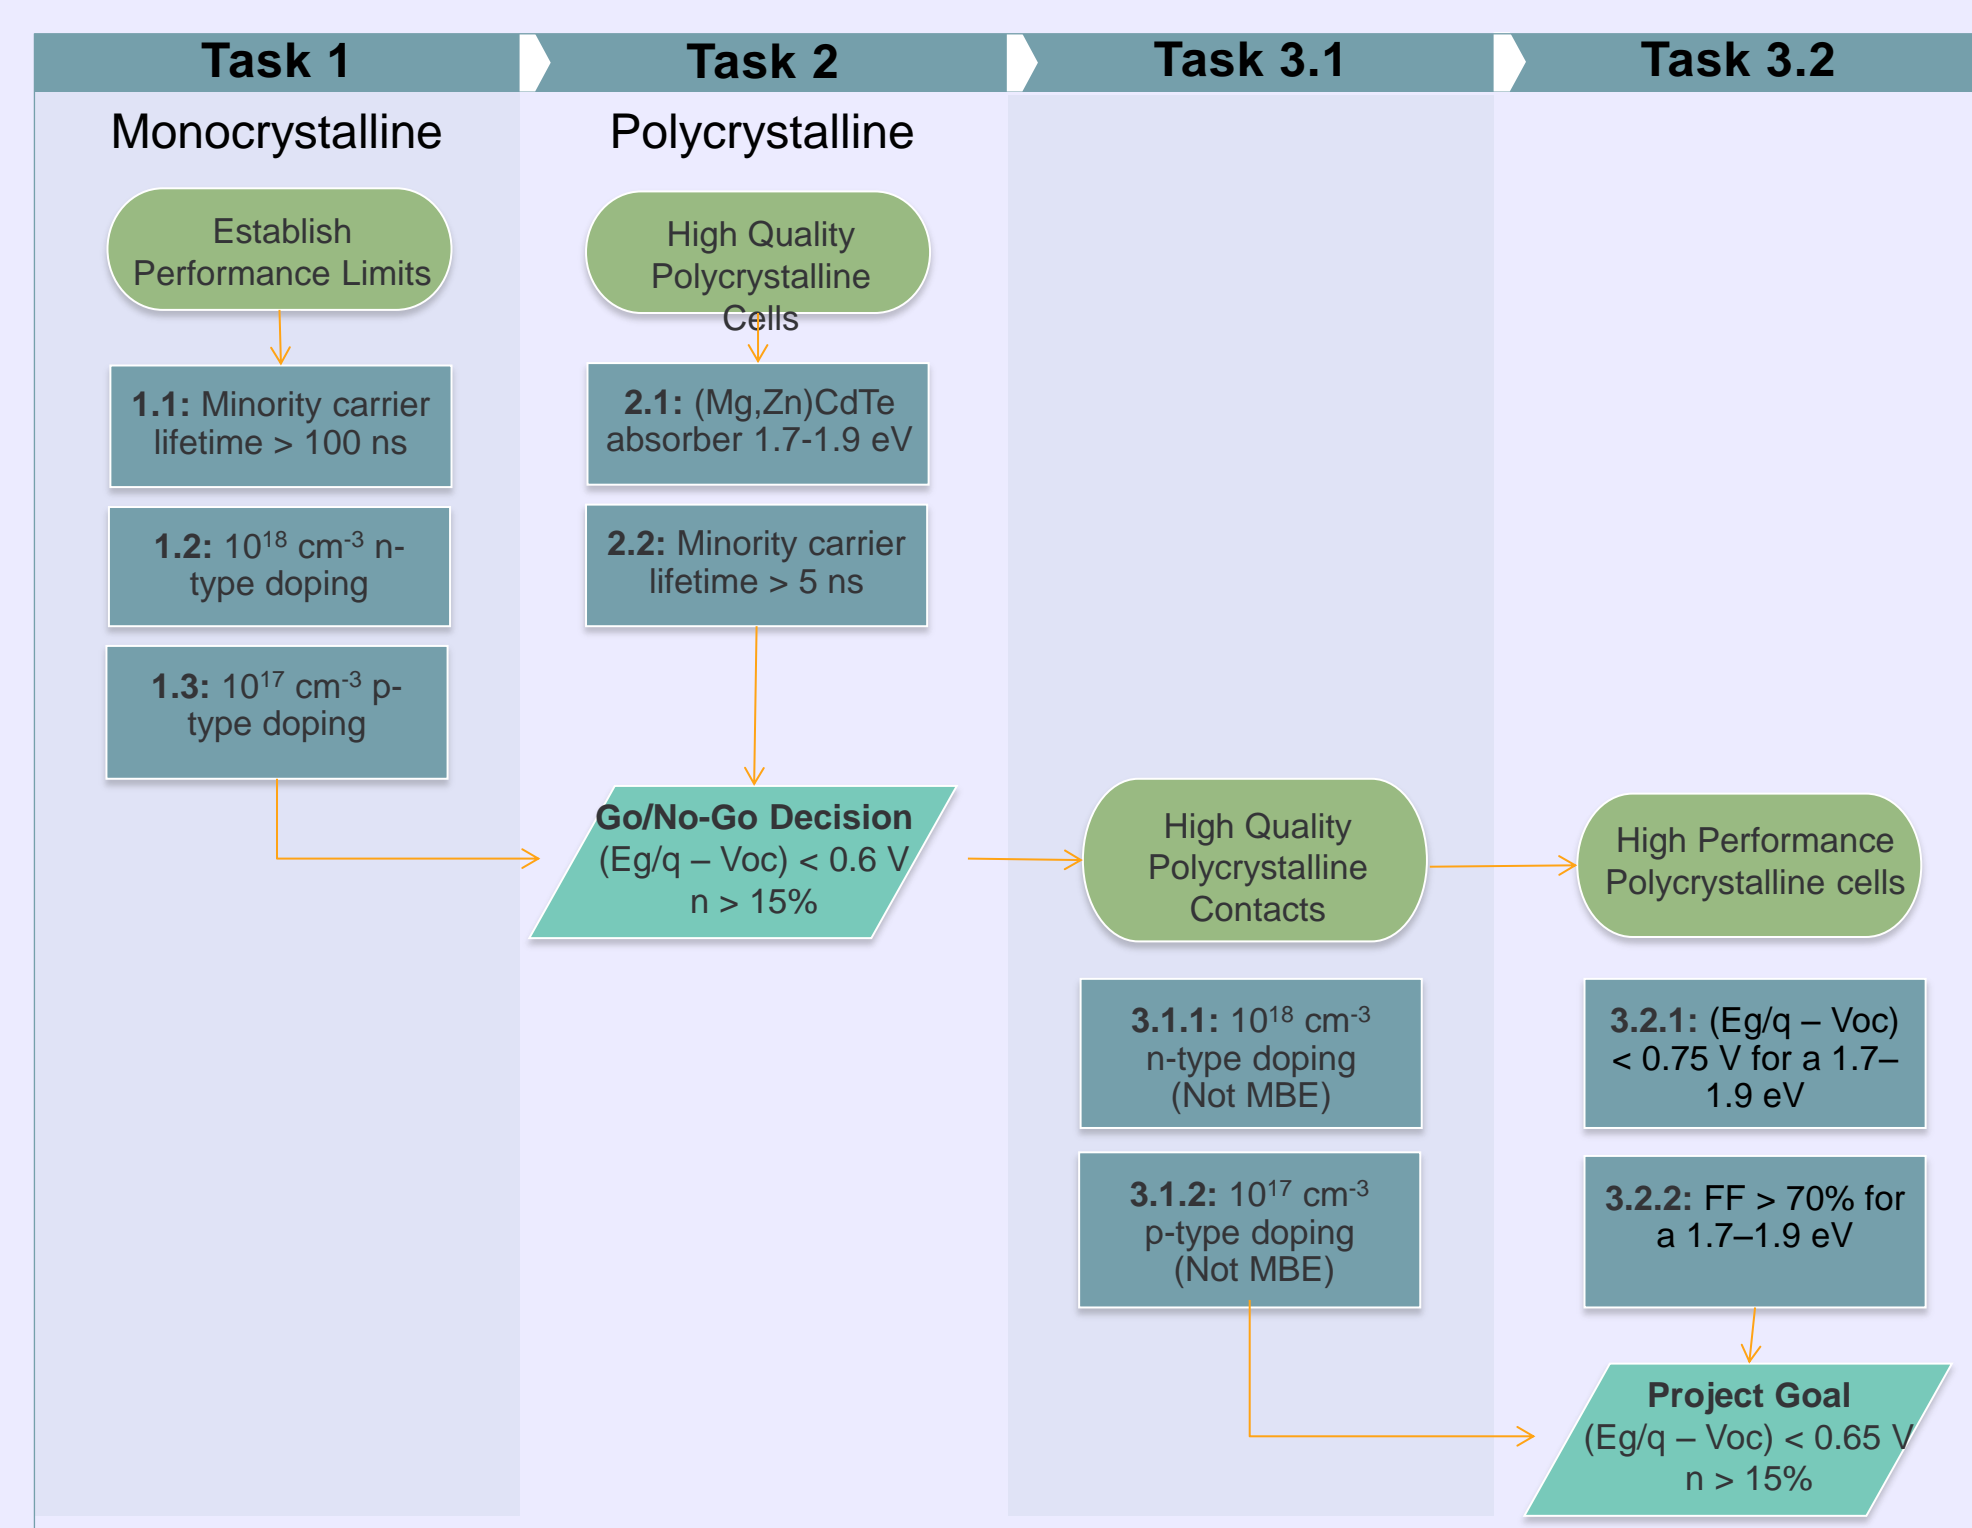 Task 1
Task 2
Task 3.1
Task 3.2
Monocrystalline
Polycrystalline
Establish
Performance Limits
1.1: Minority carrier
lifetime > 100 ns
1.2: 10¹⁸ cm⁻³ n-
type doping
1.3: 10¹⁷ cm⁻³ p-
type doping
High Quality
Polycrystalline
Cells
2.1: (Mg,Zn)CdTe
absorber 1.7-1.9 eV
2.2: Minority carrier
lifetime > 5 ns
Go/No-Go Decision
(Eg/q – Voc) < 0.6 V
n > 15%
High Quality
Polycrystalline
Contacts
3.1.1: 10¹⁸ cm⁻³
n-type doping
(Not MBE)
3.1.2: 10¹⁷ cm⁻³
p-type doping
(Not MBE)
High Performance
Polycrystalline cells
3.2.1: (Eg/q – Voc)
< 0.75 V for a 1.7–
1.9 eV
3.2.2: FF > 70% for
a 1.7–1.9 eV
Project Goal
(Eg/q – Voc) < 0.65 V
n > 15%